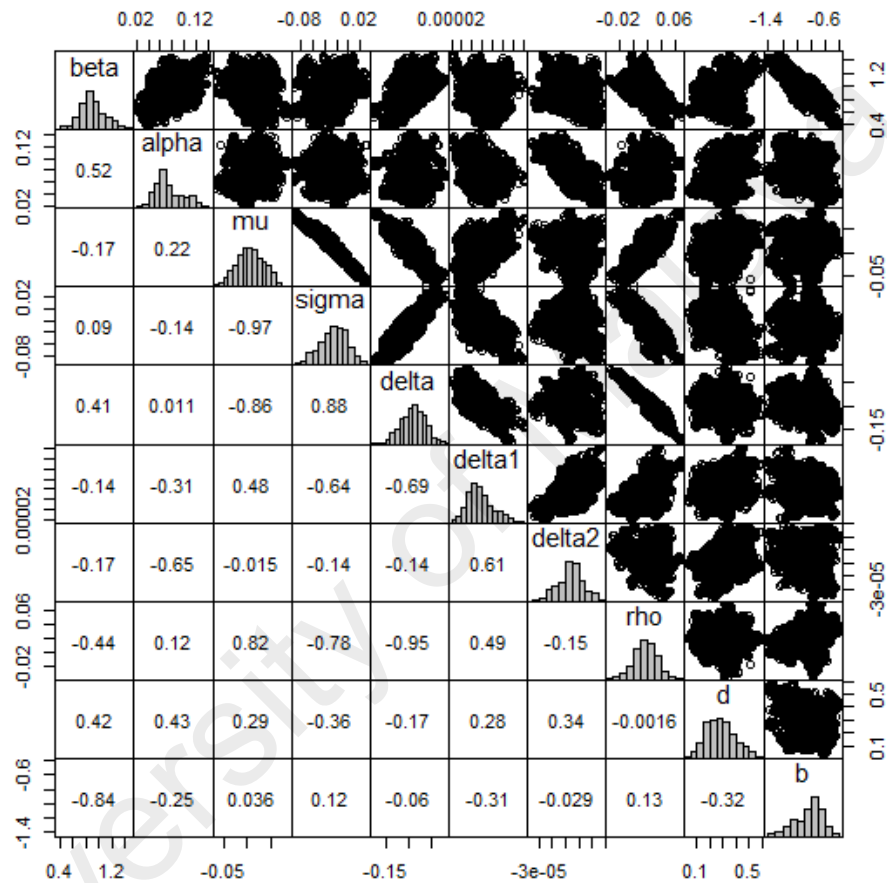 0.02 0.12 -0.08 0.02 0.00002 -0.02 0.06 -1.4 -0.6
beta 0.4 1.2
0.02 0.12 0.52 alpha
-0.17 0.22 mu -0.05
-0.08 0.02 0.09 -0.14 -0.97 sigma
0.41 0.011 -0.86 0.88 delta -0.15
0.00002 -0.14 -0.31 0.48 -0.64 -0.69 delta1
-0.17 -0.65 -0.015 -0.14 -0.14 0.61 delta2 -3e-05
-0.02 0.06 -0.44 0.12 0.82 -0.78 -0.95 0.49 -0.15 rho
0.42 0.43 0.29 -0.36 -0.17 0.28 0.34 -0.0016 d 0.1 0.5
-1.4 -0.6 -0.84 -0.25 0.036 0.12 -0.06 -0.31 -0.029 0.13 -0.32 b
0.4 1.2 -0.05 -0.15 -3e-05 0.1 0.5
versity of